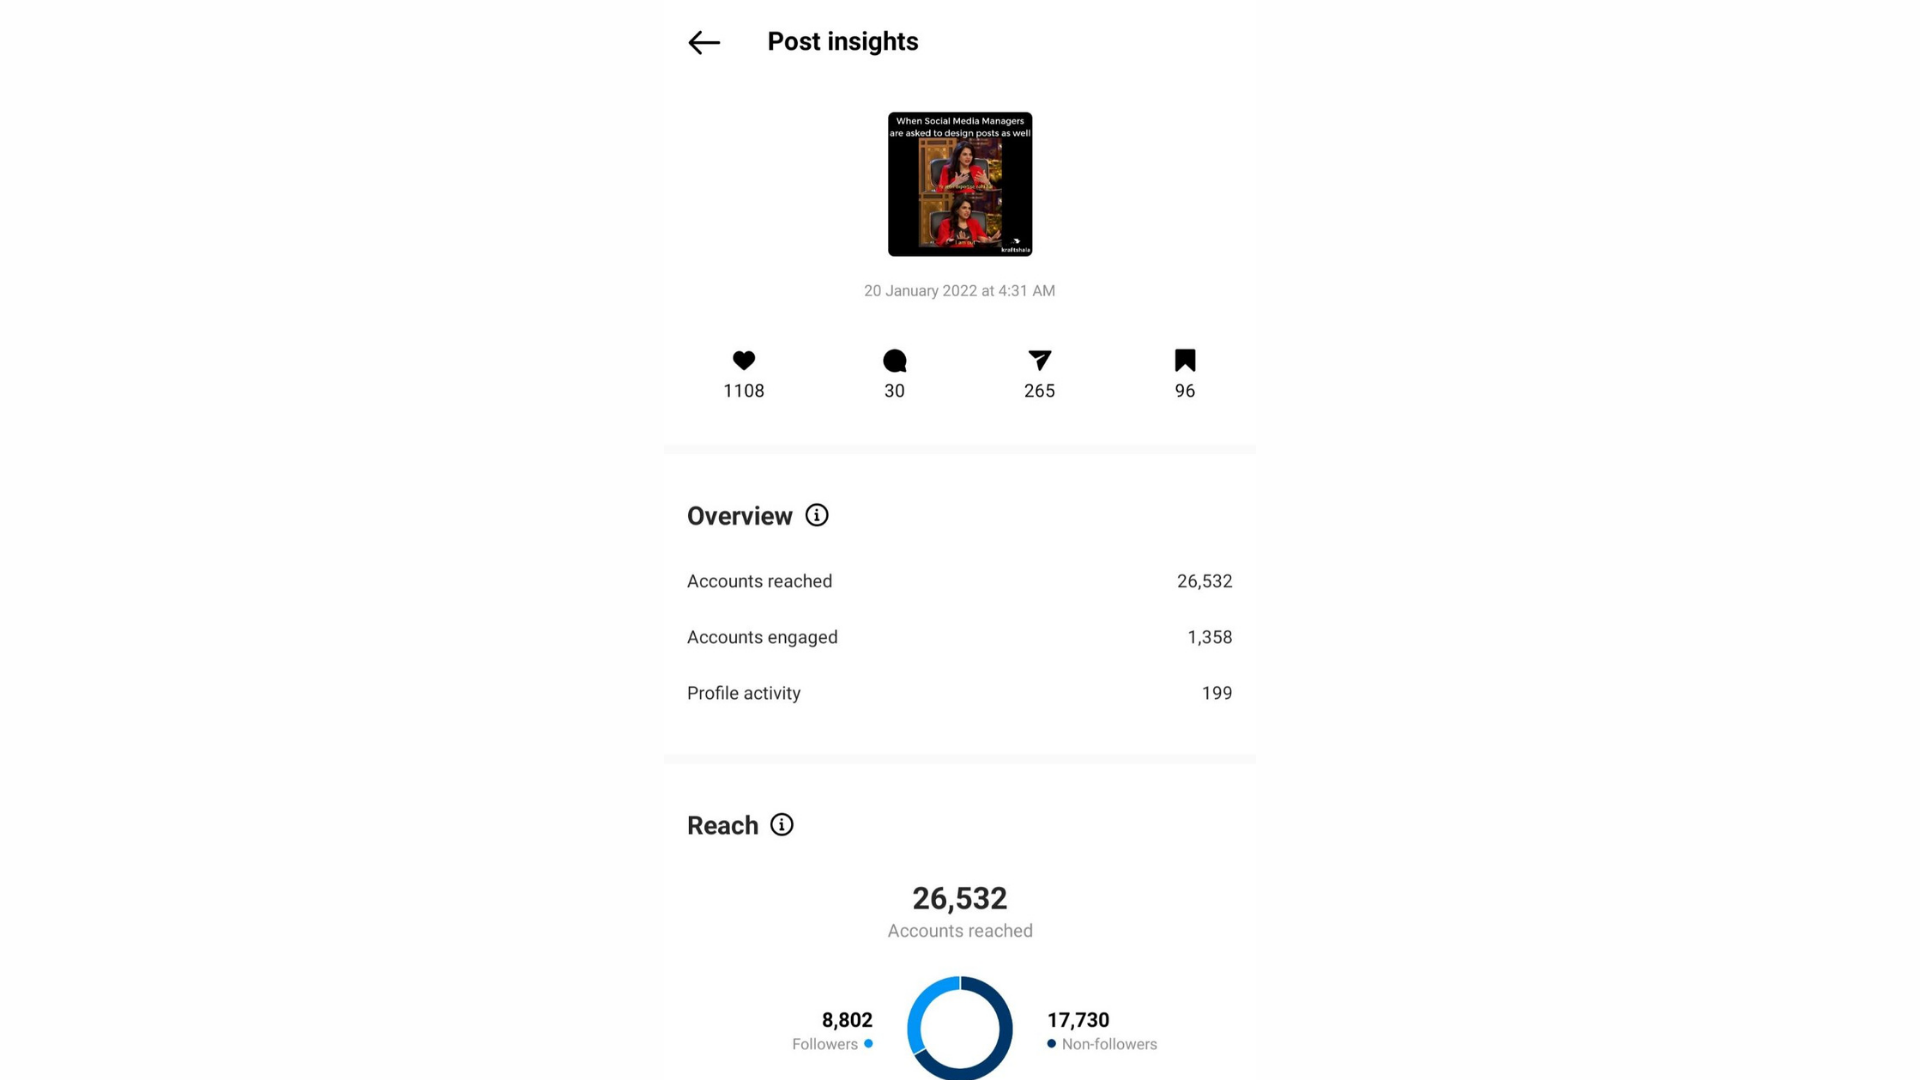 Post insights
When Social Media Managers
are asked to design posts as well
kraftshala
20 January 2022 at 4:31 AM
1108
30
265
96
Overview
Accounts reached
26,532
Accounts engaged
1,358
Profile activity
199
Reach
26,532
Accounts reached
8,802
Followers
17,730
Non-followers